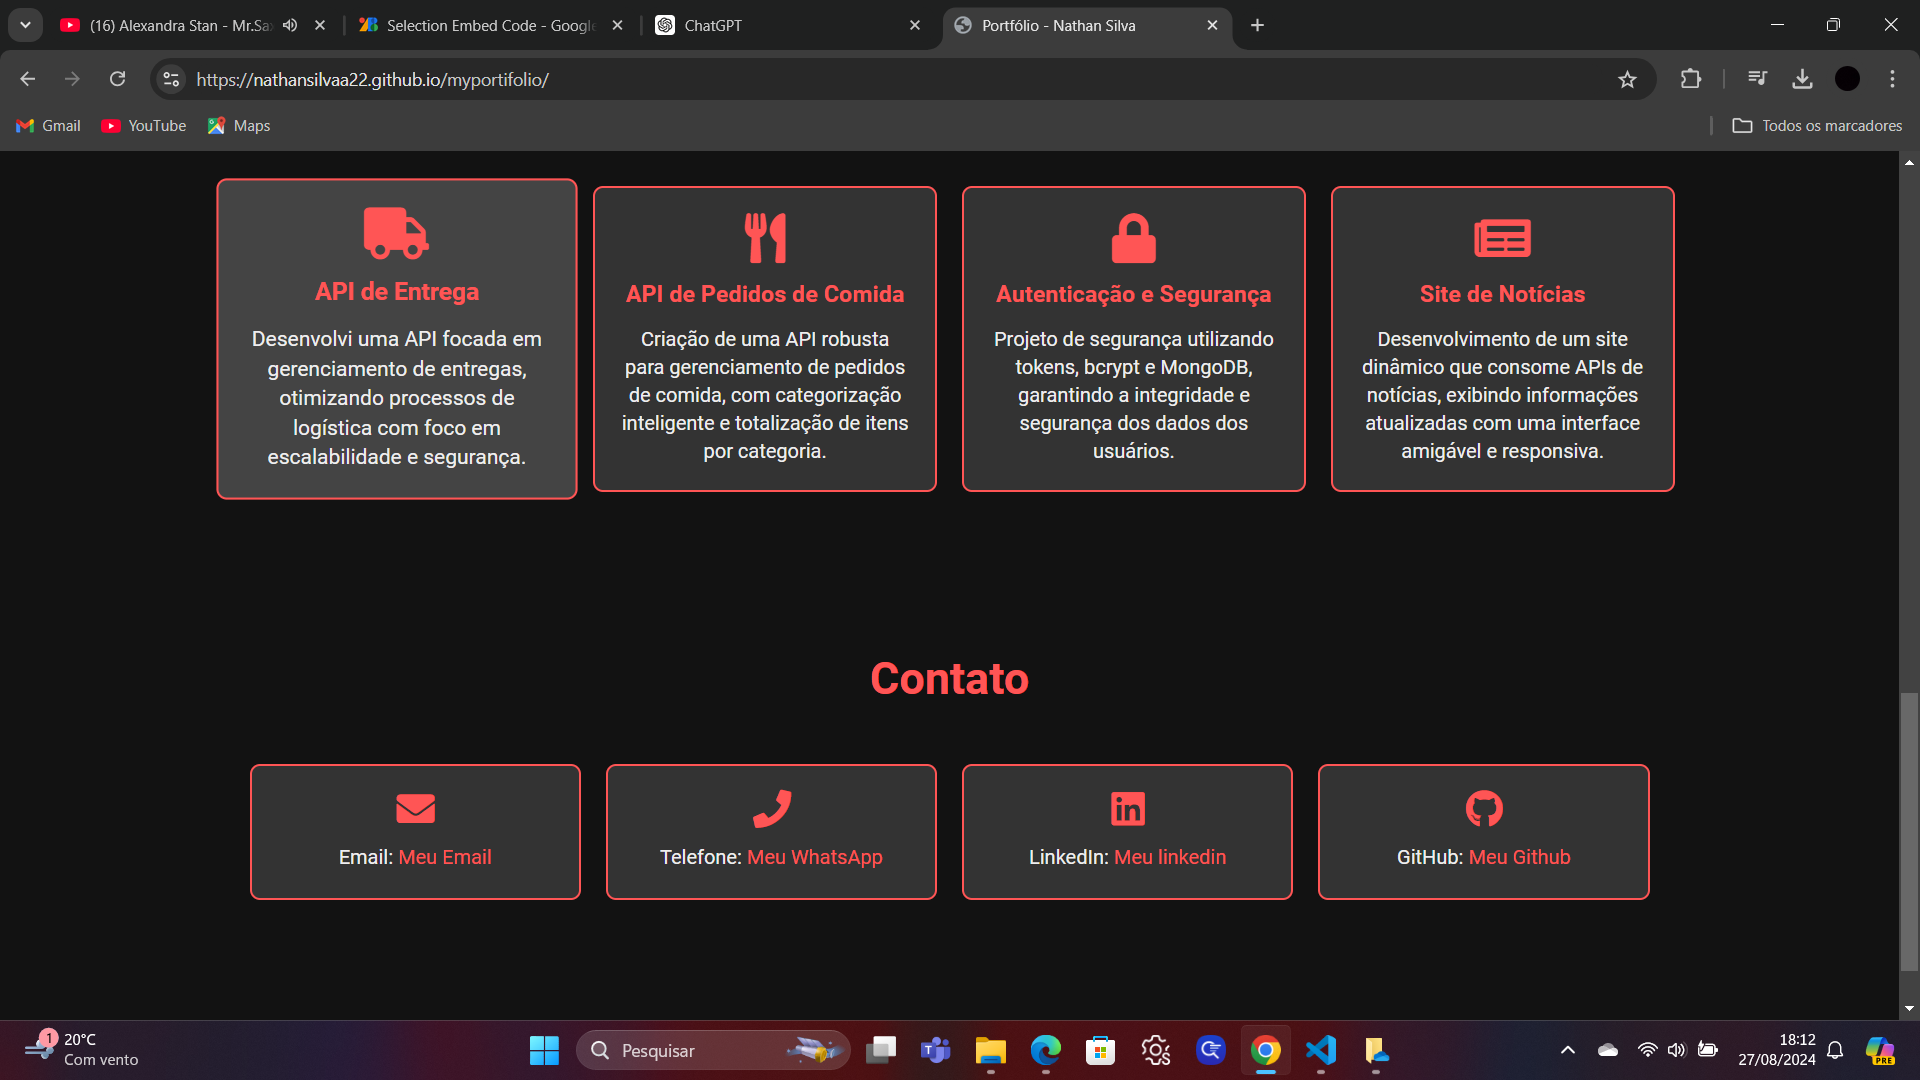 (16) Alexandra Stan - Mr.Sax
Selection Embed Code - Google
ChatGPT
Portfólio - Nathan Silva
https://nathansilvaa22.github.io/myportifolio/
Gmail
YouTube
Maps
Todos os marcadores
API de Entrega
Desenvolvi uma API focada em
gerenciamento de entregas,
otimizando processos de
logística com foco em
escalabilidade e segurança.
API de Pedidos de Comida
Criação de uma API robusta
para gerenciamento de pedidos
de comida, com categorização
inteligente e totalização de itens
por categoria.
Autenticação e Segurança
Projeto de segurança utilizando
tokens, bcrypt e MongoDB,
garantindo a integridade e
segurança dos dados dos
usuários.
Site de Notícias
Desenvolvimento de um site
dinâmico que consome APIs de
notícias, exibindo informações
atualizadas com uma interface
amigável e responsiva.
Contato
Email: Meu Email
Telefone: Meu WhatsApp
LinkedIn: Meu linkedin
GitHub: Meu Github
1
20°C
Com vento
Pesquisar
18:12
27/08/2024
PRE